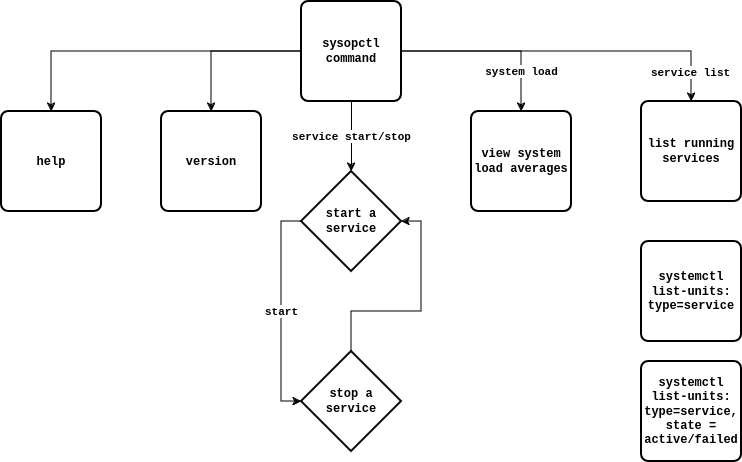 sysopctl
command
system load
service list
service start/stop
help
version
view system
load averages
list running
services
start a
service
systemctl
list-units:
type=service
start
stop a
service
systemctl
list-units:
type=service,
state =
active/failed